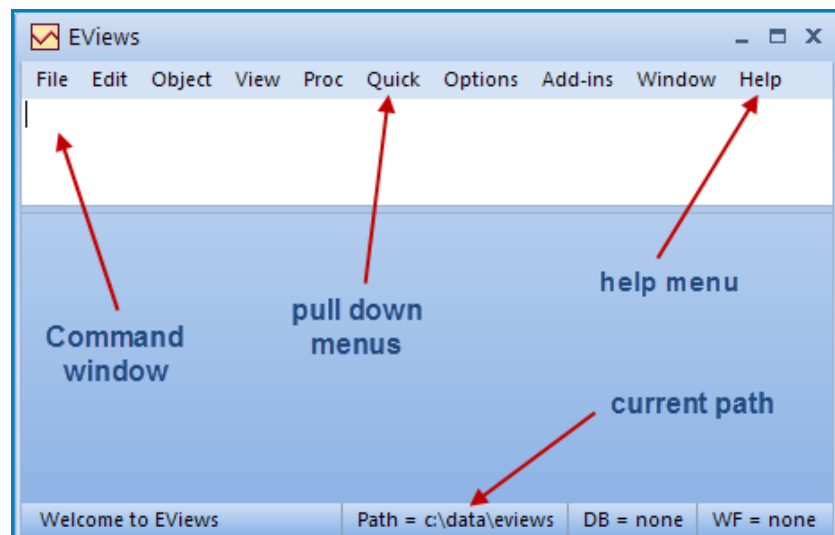 EViews
File Edit Object View Proc Quick Options Add-ins Window Help
help menu
pull down
menus
Command
window
current path
Welcome to EViews Path = c:\data\eviews DB = none WF = none